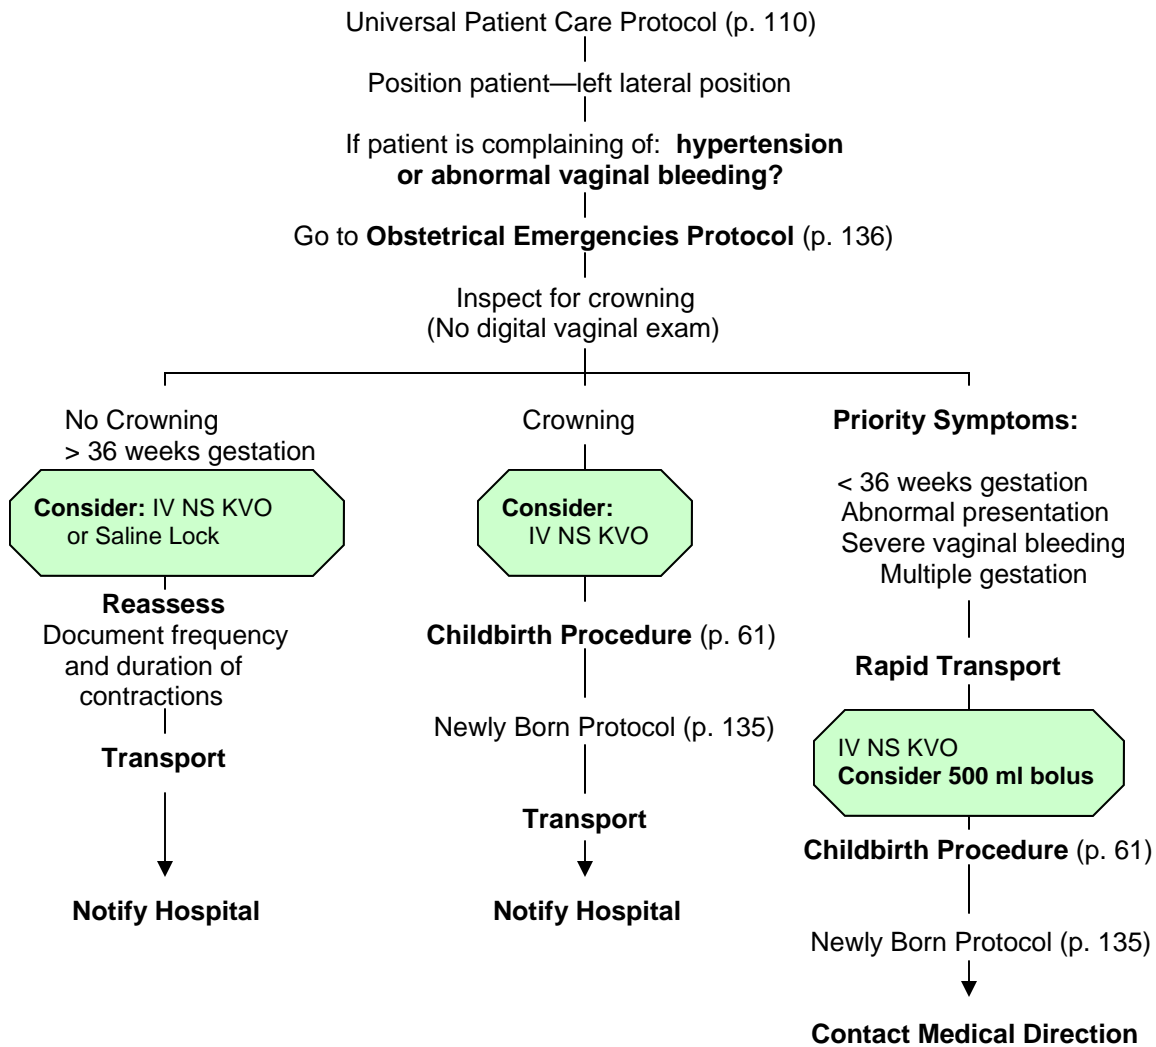 Universal Patient Care Protocol (p. 110)
Position patient—left lateral position
If patient is complaining of: hypertension
or abnormal vaginal bleeding?
Go to Obstetrical Emergencies Protocol (p. 136)
Inspect for crowning
(No digital vaginal exam)
No Crowning
> 36 weeks gestation
Consider: IV NS KVO
or Saline Lock
Reassess
Document frequency
and duration of
contractions
Transport
Notify Hospital
Crowning
Consider:
IV NS KVO
Childbirth Procedure (p. 61)
Newly Born Protocol (p. 135)
Transport
Notify Hospital
Priority Symptoms:
< 36 weeks gestation
Abnormal presentation
Severe vaginal bleeding
Multiple gestation
Rapid Transport
IV NS KVO
Consider 500 ml bolus
Childbirth Procedure (p. 61)
Newly Born Protocol (p. 135)
Contact Medical Direction